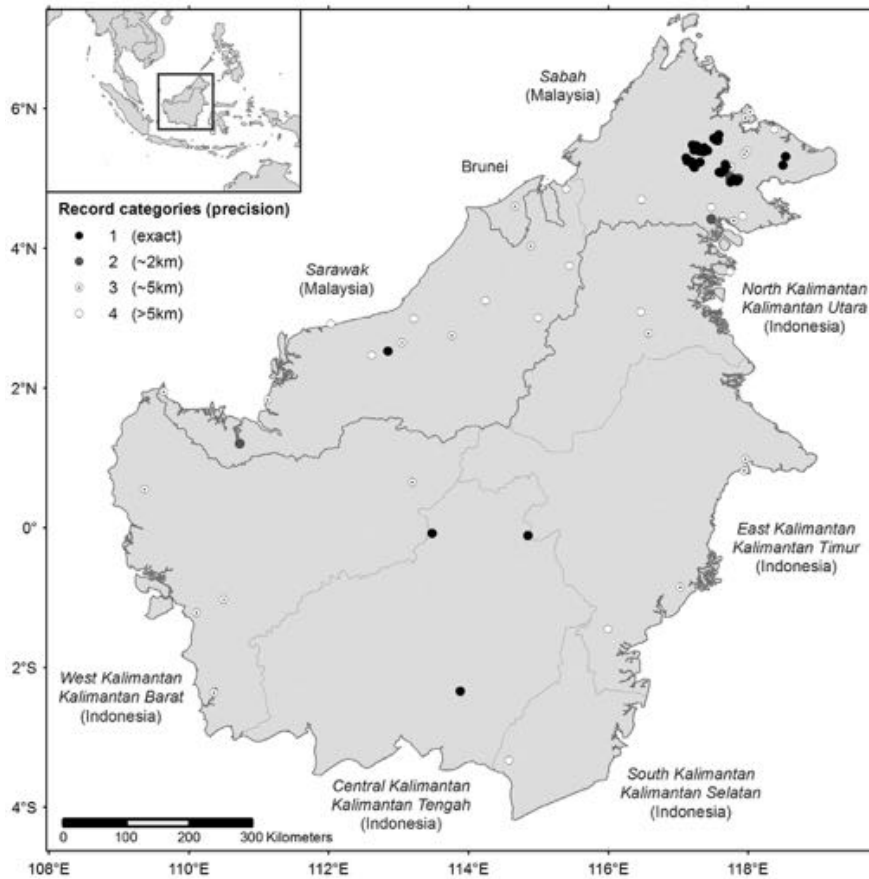 6°N
4°N
2°N
0°
2°S
4°S
Sabah
(Malaysia)
Brunei
Record categories (precision)
1 (exact)
2 (~2km)
3 (~5km)
4 (>5km)
Sarawak
(Malaysia)
North Kalimantan
Kalimantan Utara
(Indonesia)
East Kalimantan
Kalimantan Timur
(Indonesia)
West Kalimantan
Kalimantan Barat
(Indonesia)
Central Kalimantan
Kalimantan Tengah
(Indonesia)
South Kalimantan
Kalimantan Selatan
(Indonesia)
0 100 200 300 Kilometers
108°E 110°E 112°E 114°E 116°E 118°E